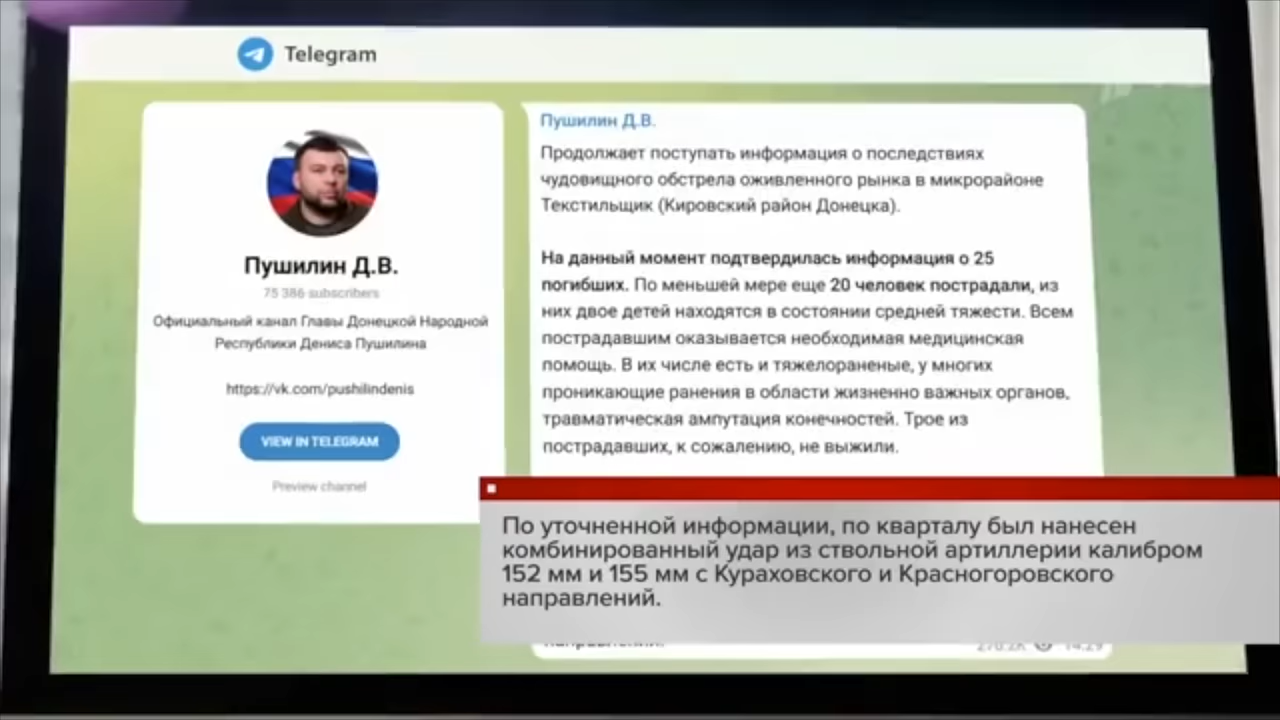 Telegram
Пушилин Д.В.
75 386 subscribers
Официальный канал Главы Донецкой Народной
Республики Дениса Пушилина
https://vk.com/pushilindenis
VIEW IN TELEGRAM
Preview channel
Пушилин Д.В.
Продолжает поступать информация о последствиях
чудовищного обстрела оживленного рынка в микрорайоне
Текстильщик (Кировский район Донецка).
На данный момент подтвердилась информация о 25
погибших. По меньшей мере еще 20 человек пострадали, из
них двое детей находятся в состоянии средней тяжести. Всем
пострадавшим оказывается необходимая медицинская
помощь. В их числе есть и тяжелораненые, у многих
проникающие ранения в области жизненно важных органов,
травматическая ампутация конечностей. Трое из
пострадавших, к сожалению, не выжили.
По уточненной информации, по кварталу был нанесен
комбинированный удар из ствольной артиллерии калибром
152 мм и 155 мм с Кураховского и Красногоровского
направлений.